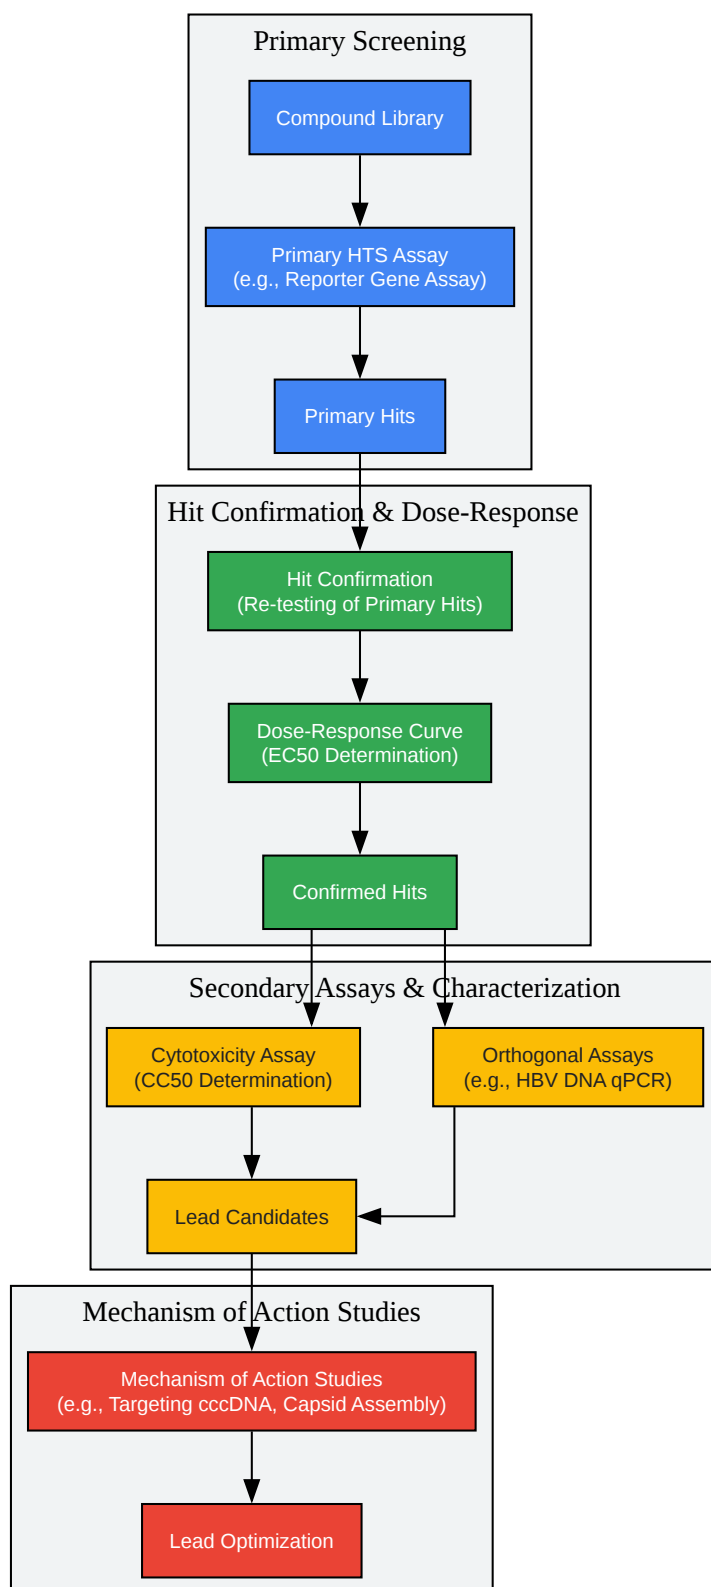 Primary Screening
Compound Library
Primary HTS Assay
(e.g., Reporter Gene Assay)
Primary Hits
Hit Confirmation & Dose-Response
Hit Confirmation
(Re-testing of Primary Hits)
Dose-Response Curve
(EC50 Determination)
Confirmed Hits
Secondary Assays & Characterization
Cytotoxicity Assay
(CC50 Determination)
Orthogonal Assays
(e.g., HBV DNA qPCR)
Lead Candidates
Mechanism of Action Studies
Mechanism of Action Studies
(e.g., Targeting cccDNA, Capsid Assembly)
Lead Optimization